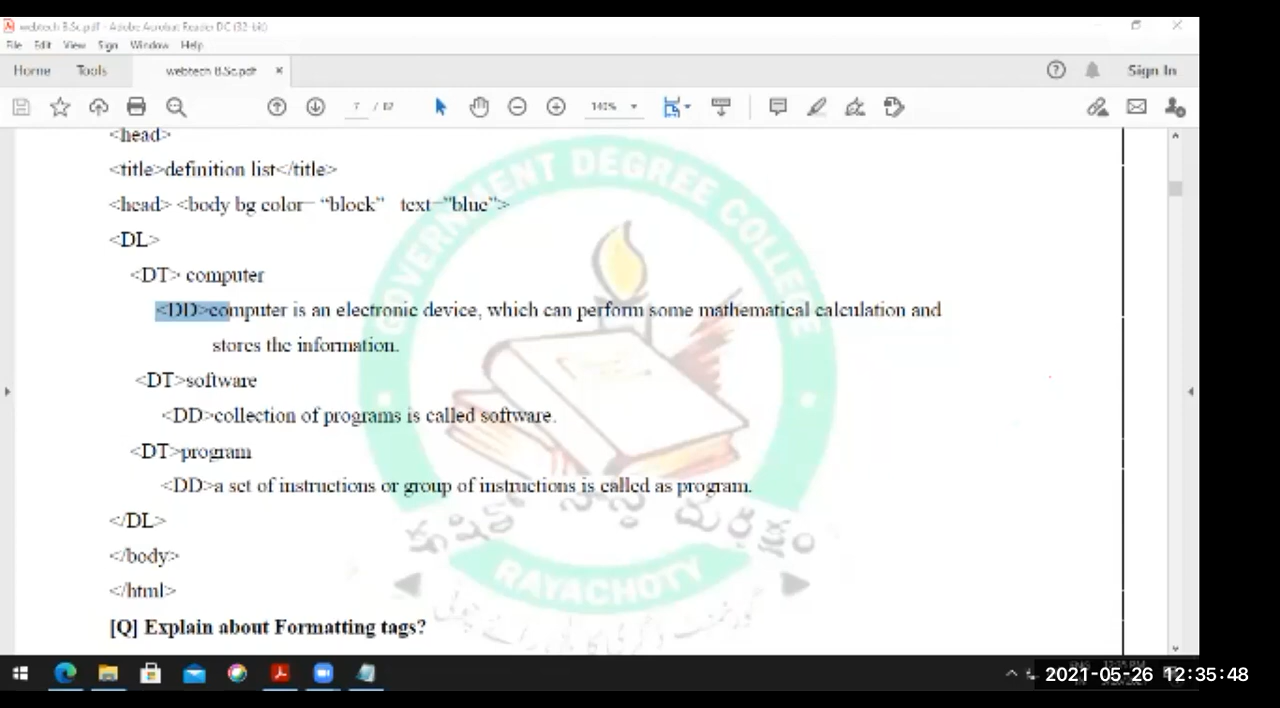 webtech B.Sc.pdf - Adobe Acrobat Reader DC (32-bit)
File Edit View Sign Window Help
Home Tools webtech B.Sc.pdf × Sign In
7 / 140%
<head>
<title>definition list</title>
<head> <body bg color= “block” text=”blue”>
<DL>
<DT> computer
<DD>computer is an electronic device, which can perform some mathematical calculation and
stores the information.
<DT>software
<DD>collection of programs is called software.
<DT>program
<DD>a set of instructions or group of instructions is called as program.
</DL>
</body>
</html>
[Q] Explain about Formatting tags?
GOVERNMENT DEGREE COLLEGE
RAYACHOTY
2021-05-26 12:35:48